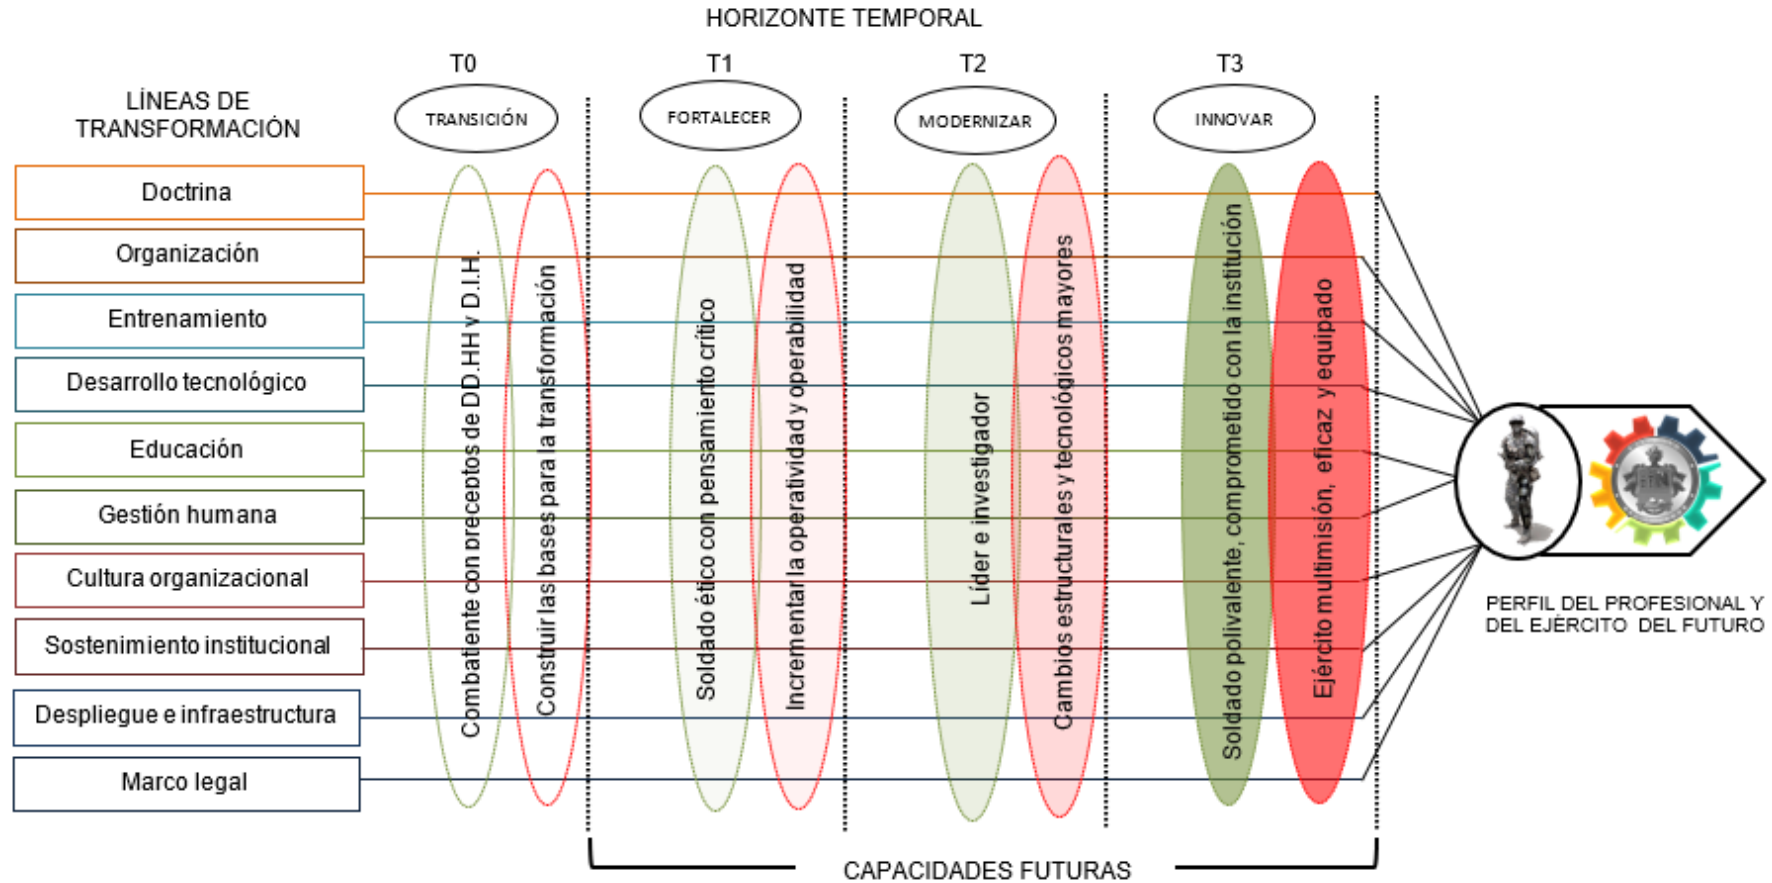 HORIZONTE TEMPORAL
T0
T1
T2
T3
LÍNEAS DE
TRANSFORMACIÓN
TRANSICIÓN
FORTALECER
MODERNIZAR
INNOVAR
Doctrina
Organización
Entrenamiento
Desarrollo tecnológico
Educación
Gestión humana
Cultura organizacional
Sostenimiento institucional
Despliegue e infraestructura
Marco legal
Combatiente con preceptos de DD.HH y D.I.H.
Construir las bases para la transformación
Soldado ético con pensamiento crítico
Incrementar la operatividad y operabilidad
Líder e investigador
Cambios estructurales y tecnológicos mayores
Soldado polivalente, comprometido con la institución
Ejército multimisión, eficaz y equipado
PERFIL DEL PROFESIONAL Y
DEL EJÉRCITO DEL FUTURO
CAPACIDADES FUTURAS